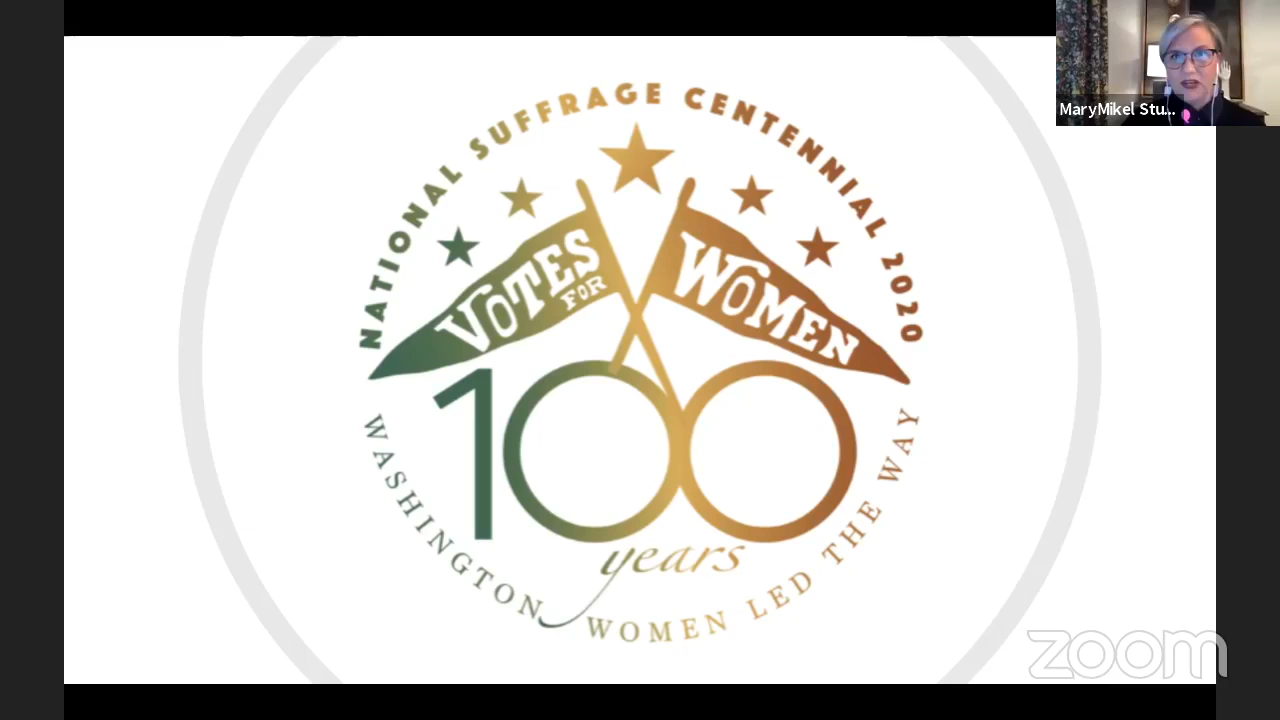 NATIONAL SUFFRAGE CENTENNIAL 2020
VOTES
FOR
WOMEN
100
years
WASHINGTON WOMEN LED THE WAY
MaryMikel Stu...
zoom